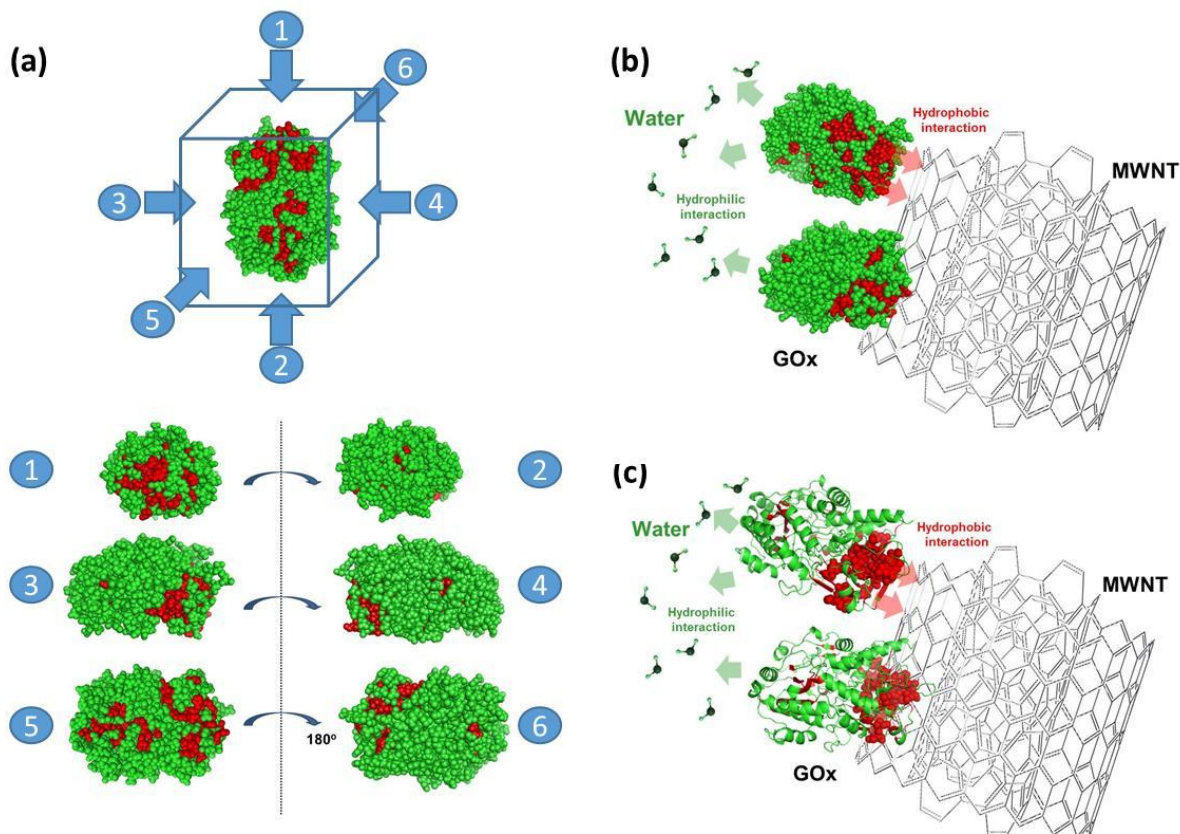 (a)
1
6
3
4
5
2
1
2
3
4
5
180º
6
(b)
Water
Hydrophobic
interaction
MWNT
Hydrophilic
interaction
GOx
(c)
Water
Hydrophobic
interaction
MWNT
Hydrophilic
interaction
GOx